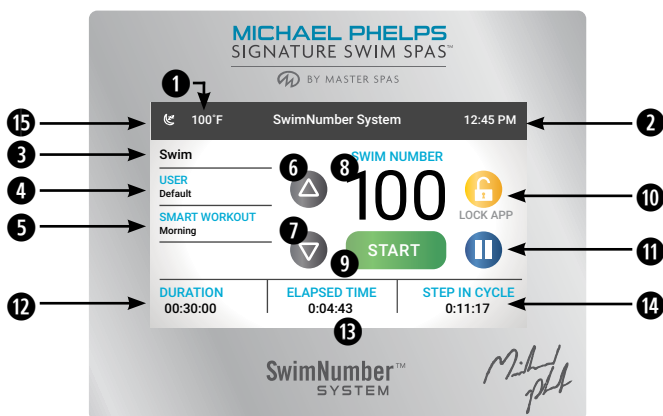 MICHAEL PHELPS
SIGNATURE SWIM SPAS™
BY MASTER SPAS
1
15 100°F SwimNumber System 12:45 PM 2
3 Swim 6 8 SWIM NUMBER
4 USER
Default
100
10
LOCK APP
5 SMART WORKOUT
Morning
7
9 START
11
12 DURATION ELAPSED TIME STEP IN CYCLE 14
00:30:00 0:04:43 0:11:17
13
SwimNumber™
SYSTEM